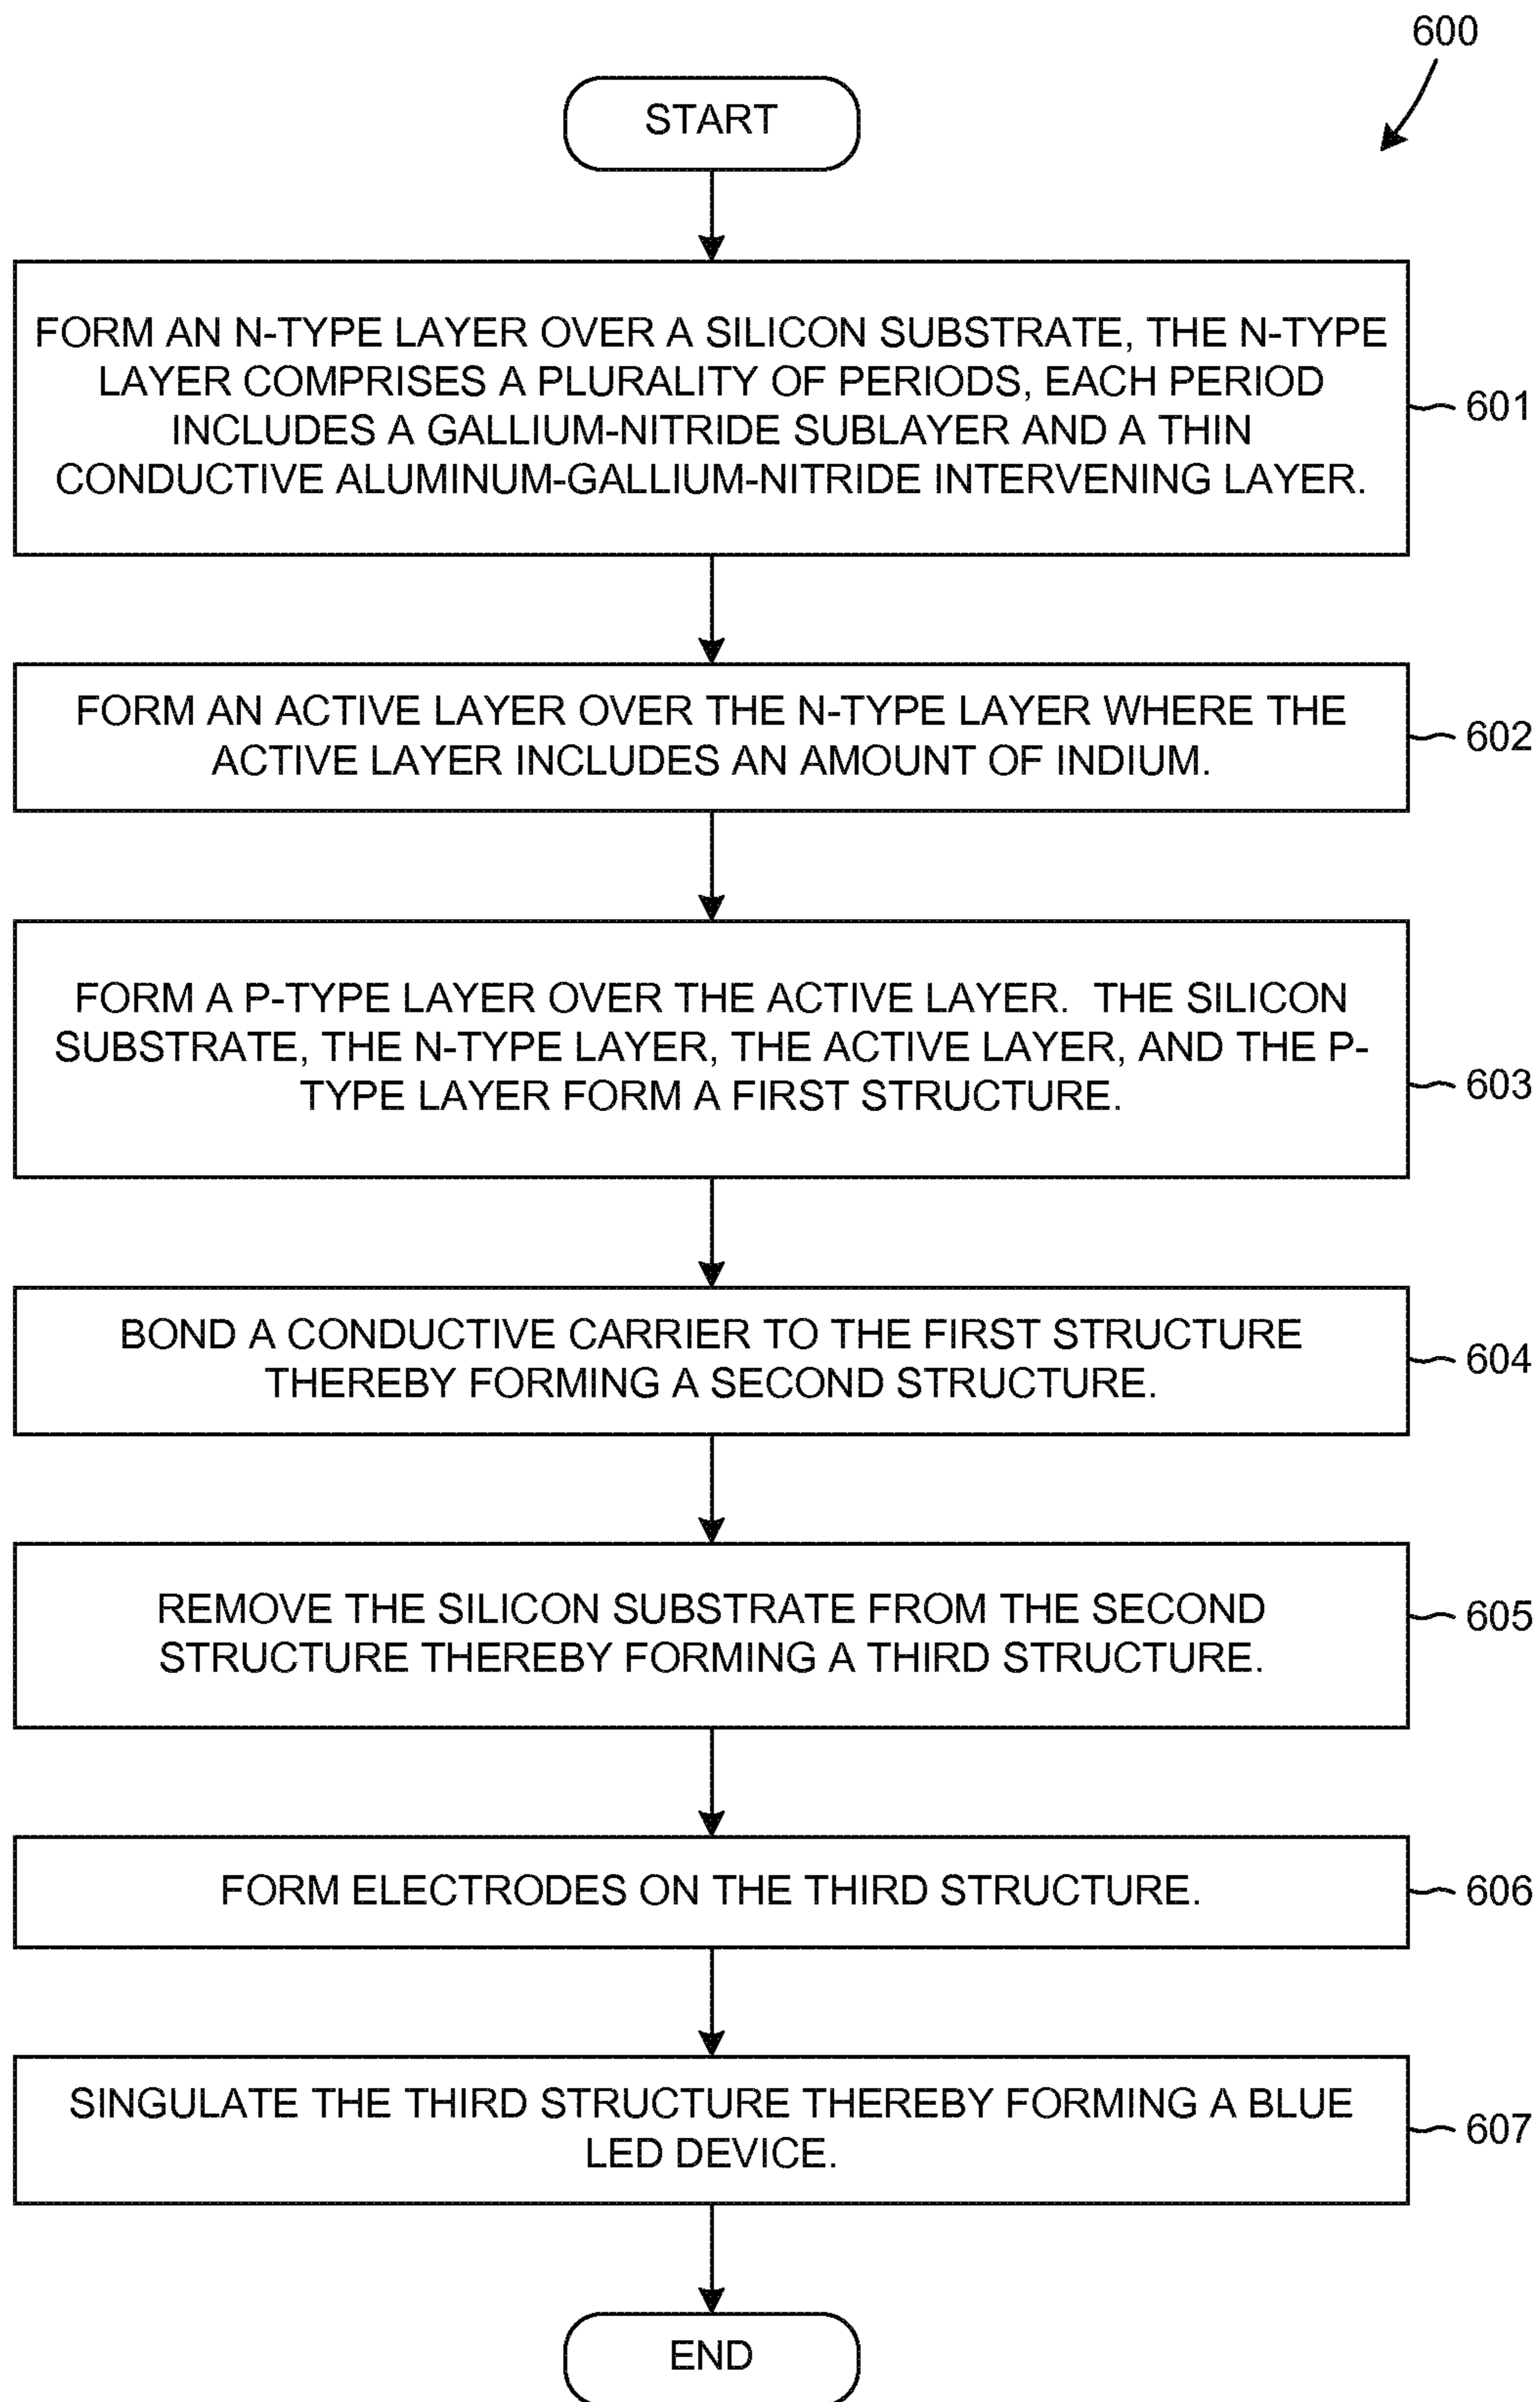 600
START
FORM AN N-TYPE LAYER OVER A SILICON SUBSTRATE, THE N-TYPE
LAYER COMPRISES A PLURALITY OF PERIODS, EACH PERIOD
INCLUDES A GALLIUM-NITRIDE SUBLAYER AND A THIN
CONDUCTIVE ALUMINUM-GALLIUM-NITRIDE INTERVENING LAYER.
601
FORM AN ACTIVE LAYER OVER THE N-TYPE LAYER WHERE THE
ACTIVE LAYER INCLUDES AN AMOUNT OF INDIUM.
602
FORM A P-TYPE LAYER OVER THE ACTIVE LAYER.  THE SILICON
SUBSTRATE, THE N-TYPE LAYER, THE ACTIVE LAYER, AND THE P-
TYPE LAYER FORM A FIRST STRUCTURE.
603
BOND A CONDUCTIVE CARRIER TO THE FIRST STRUCTURE
THEREBY FORMING A SECOND STRUCTURE.
604
REMOVE THE SILICON SUBSTRATE FROM THE SECOND
STRUCTURE THEREBY FORMING A THIRD STRUCTURE.
605
FORM ELECTRODES ON THE THIRD STRUCTURE.
606
SINGULATE THE THIRD STRUCTURE THEREBY FORMING A BLUE
LED DEVICE.
607
END